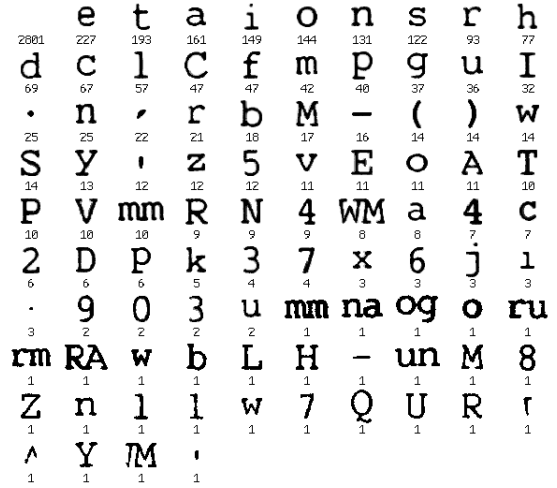 e t a i o n s r h
2801 227 193 161 149 144 131 122 93 77
d c l C f m p g u I
69 67 57 47 47 42 40 37 36 32
. n , r b M - ( ) w
25 25 22 21 18 17 16 14 14 14
S y ' z 5 v E o A T
14 13 12 12 12 11 11 11 11 10
P V mm R N 4 WM a 4 c
10 10 10 9 9 9 8 8 7 7
2 D p k 3 7 x 6 j ı
6 6 6 5 4 4 3 3 3 3
. 9 0 3 u mm na og o ru
3 2 2 2 2 1 1 1 1 1
rm RA w b L H - un M 8
1 1 1 1 1 1 1 1 1 1
Z n l l w 7 Q U R r
1 1 1 1 1 1 1 1 1 1
^ Y M '
1 1 1 1